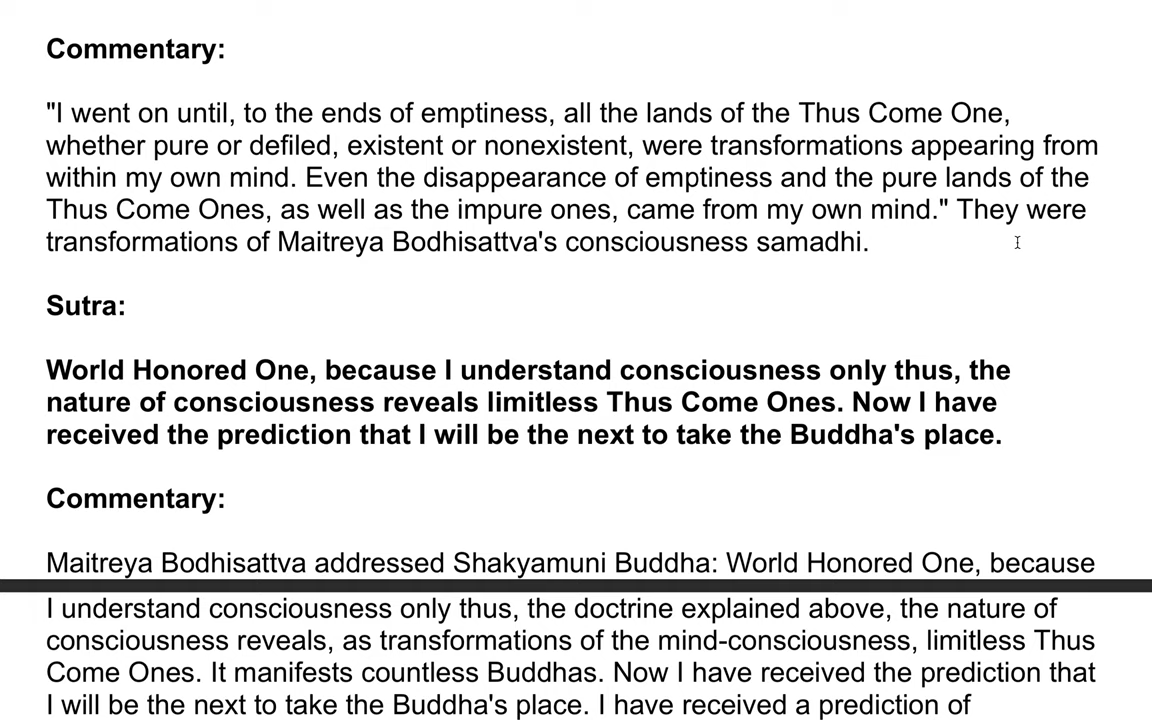 Commentary:
"I went on until, to the ends of emptiness, all the lands of the Thus Come One,
whether pure or defiled, existent or nonexistent, were transformations appearing from
within my own mind. Even the disappearance of emptiness and the pure lands of the
Thus Come Ones, as well as the impure ones, came from my own mind." They were
transformations of Maitreya Bodhisattva's consciousness samadhi.
Sutra:
World Honored One, because I understand consciousness only thus, the
nature of consciousness reveals limitless Thus Come Ones. Now I have
received the prediction that I will be the next to take the Buddha's place.
Commentary:
Maitreya Bodhisattva addressed Shakyamuni Buddha: World Honored One, because
I understand consciousness only thus, the doctrine explained above, the nature of
consciousness reveals, as transformations of the mind-consciousness, limitless Thus
Come Ones. It manifests countless Buddhas. Now I have received the prediction that
I will be the next to take the Buddha's place. I have received a prediction of